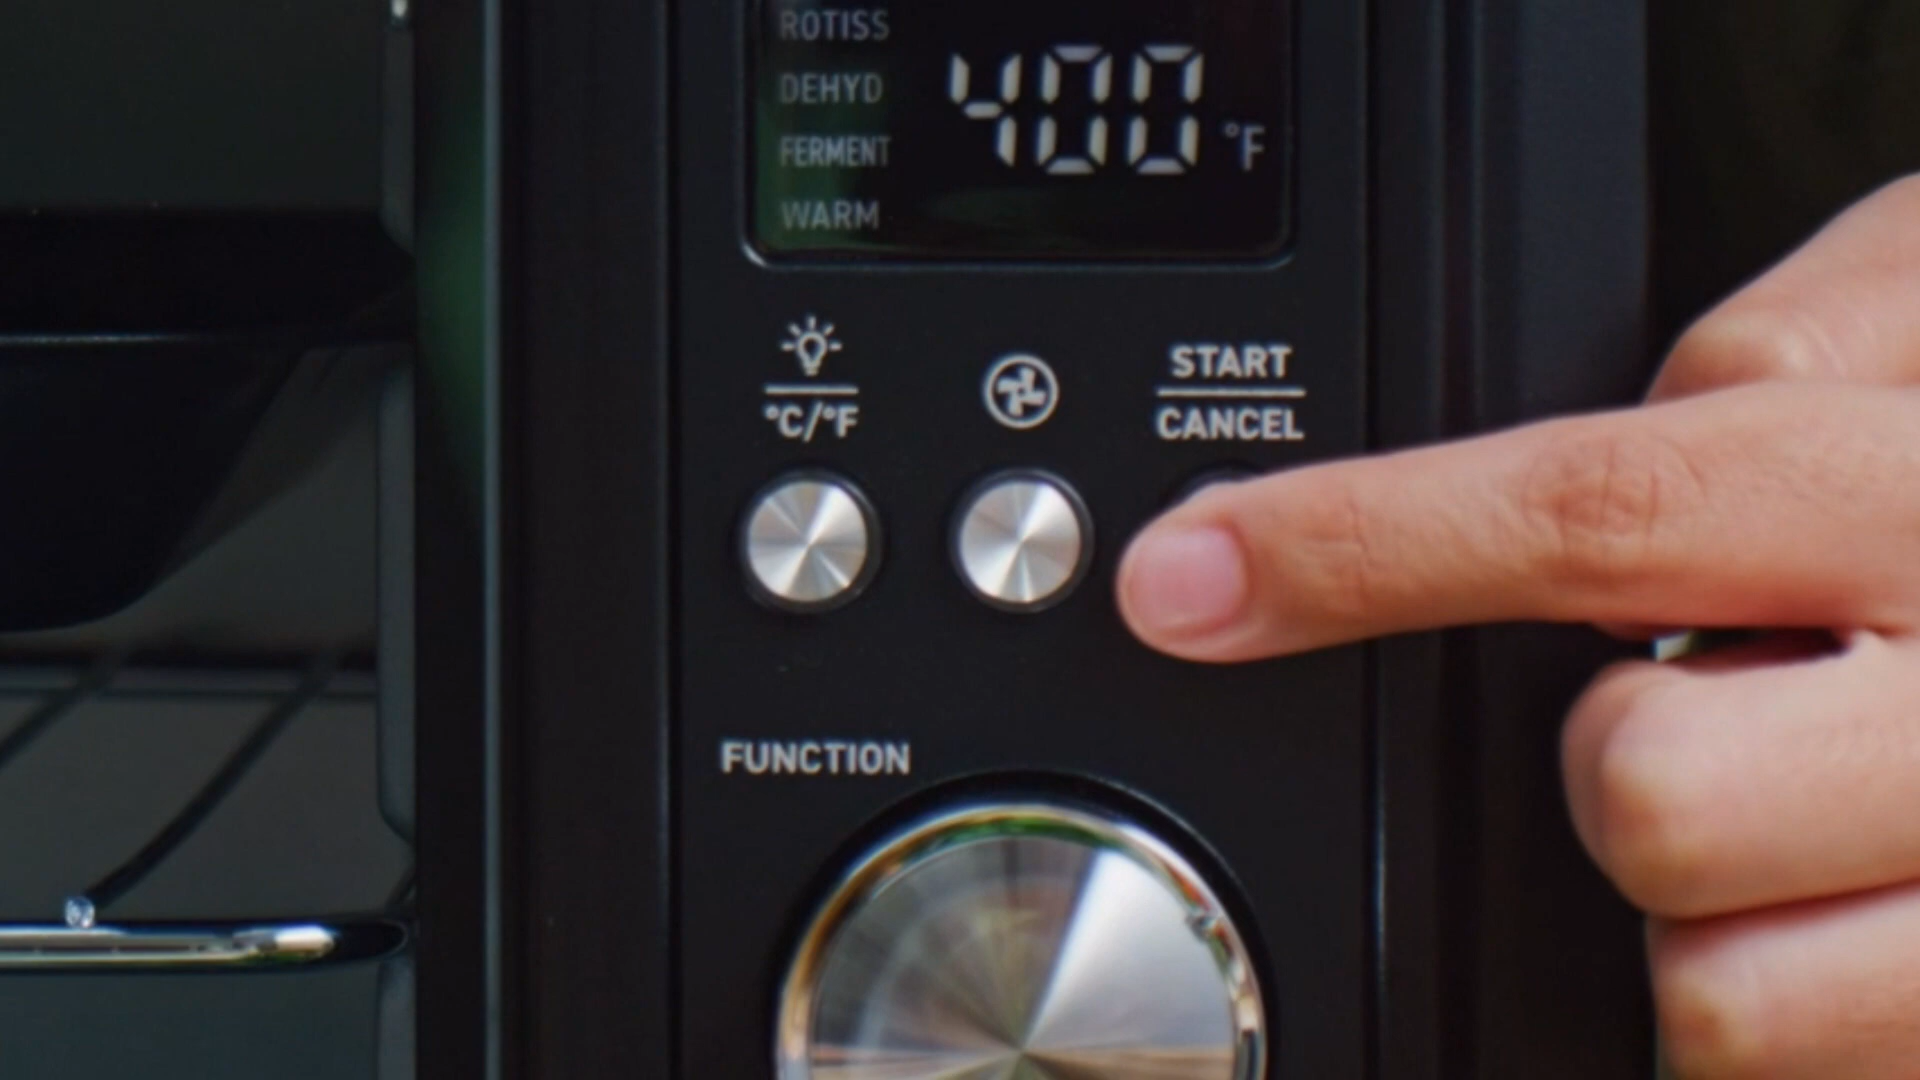 ROTISS
DEHYD
FERMENT
WARM
400 °F
°C/°F
START
CANCEL
FUNCTION